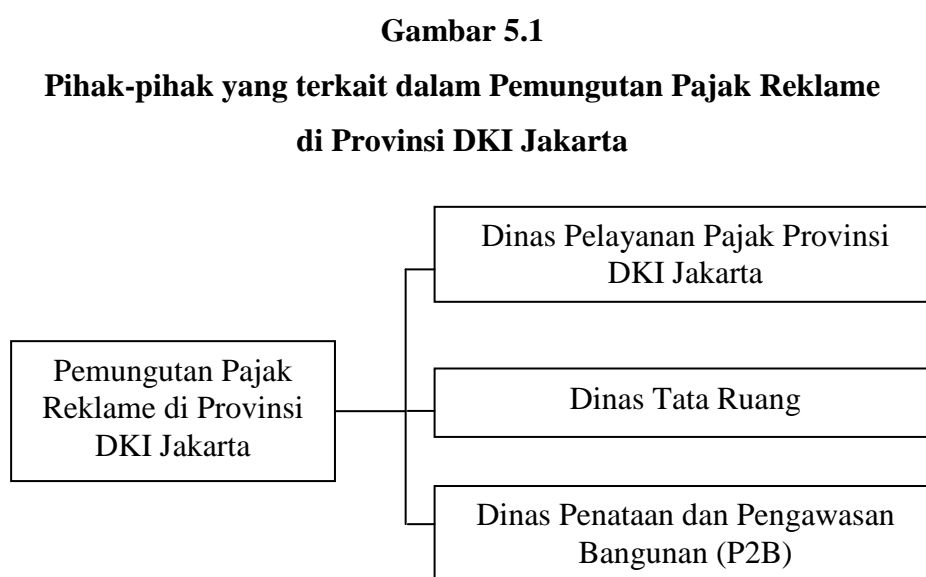 Gambar 5.1
Pihak-pihak yang terkait dalam Pemungutan Pajak Reklame
di Provinsi DKI Jakarta
Dinas Pelayanan Pajak Provinsi
DKI Jakarta
Pemungutan Pajak
Reklame di Provinsi
DKI Jakarta
Dinas Tata Ruang
Dinas Penataan dan Pengawasan
Bangunan (P2B)